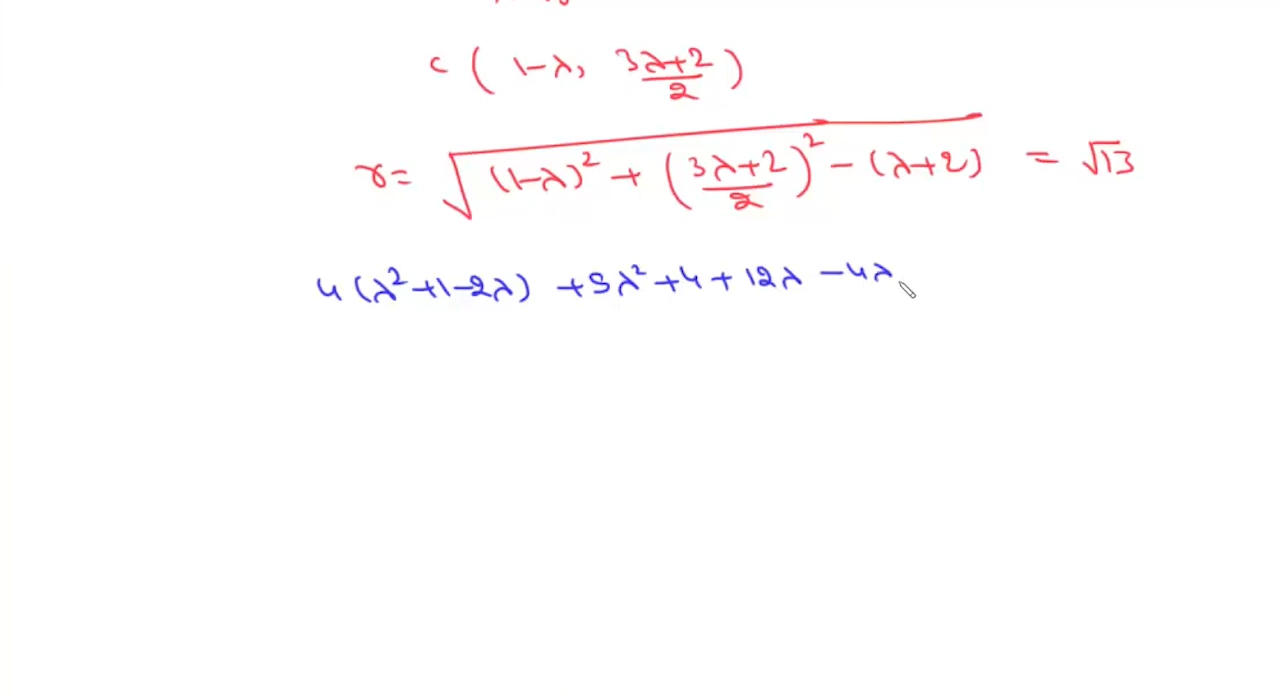 c ( 1-λ, (3λ+2)/2 )
r = √( (1-λ)² + ( (3λ+2)/2 )² - (λ+2) ) = √13
4 (λ²+1-2λ) + 9λ² + 4 + 12λ - 4λ